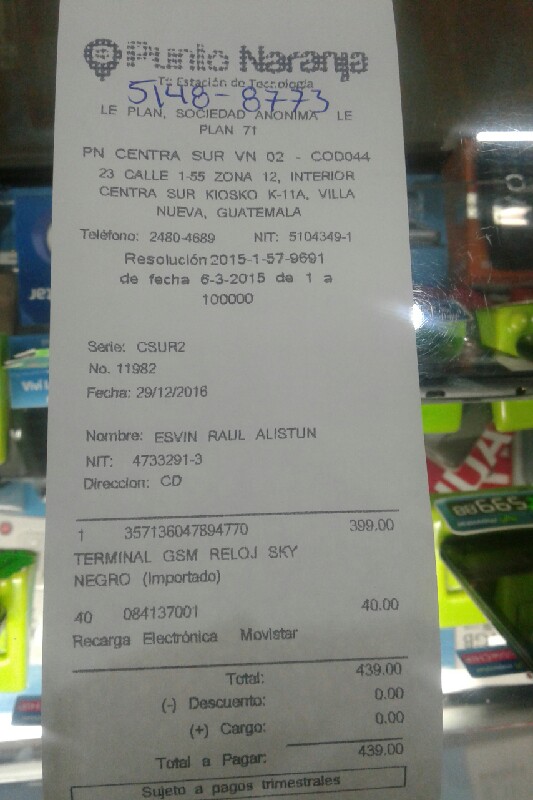 Punto Naranja
Tu Estación de Tecnología
5148-8773
LE PLAN, SOCIEDAD ANONIMA LE
PLAN 71
PN CENTRA SUR VN 02 - COD044
23 CALLE 1-55 ZONA 12, INTERIOR
CENTRA SUR KIOSKO K-11A, VILLA
NUEVA, GUATEMALA
Teléfono: 2480-4689 NIT: 5104349-1
Resolución 2015-1-57-9691
de fecha 6-3-2015 de 1 a
100000
Serie: CSUR2
No. 11982
Fecha: 29/12/2016
Nombre: ESVIN RAUL ALISTUN
NIT: 4733291-3
Direccion: CD
1 357136047894770 399.00
TERMINAL GSM RELOJ SKY
NEGRO (Importado)
40 084137001 40.00
Recarga Electrónica Movistar
Total: 439.00
(-) Descuento: 0.00
(+) Cargo: 0.00
Total a Pagar: 439.00
Sujeto a pagos trimestrales